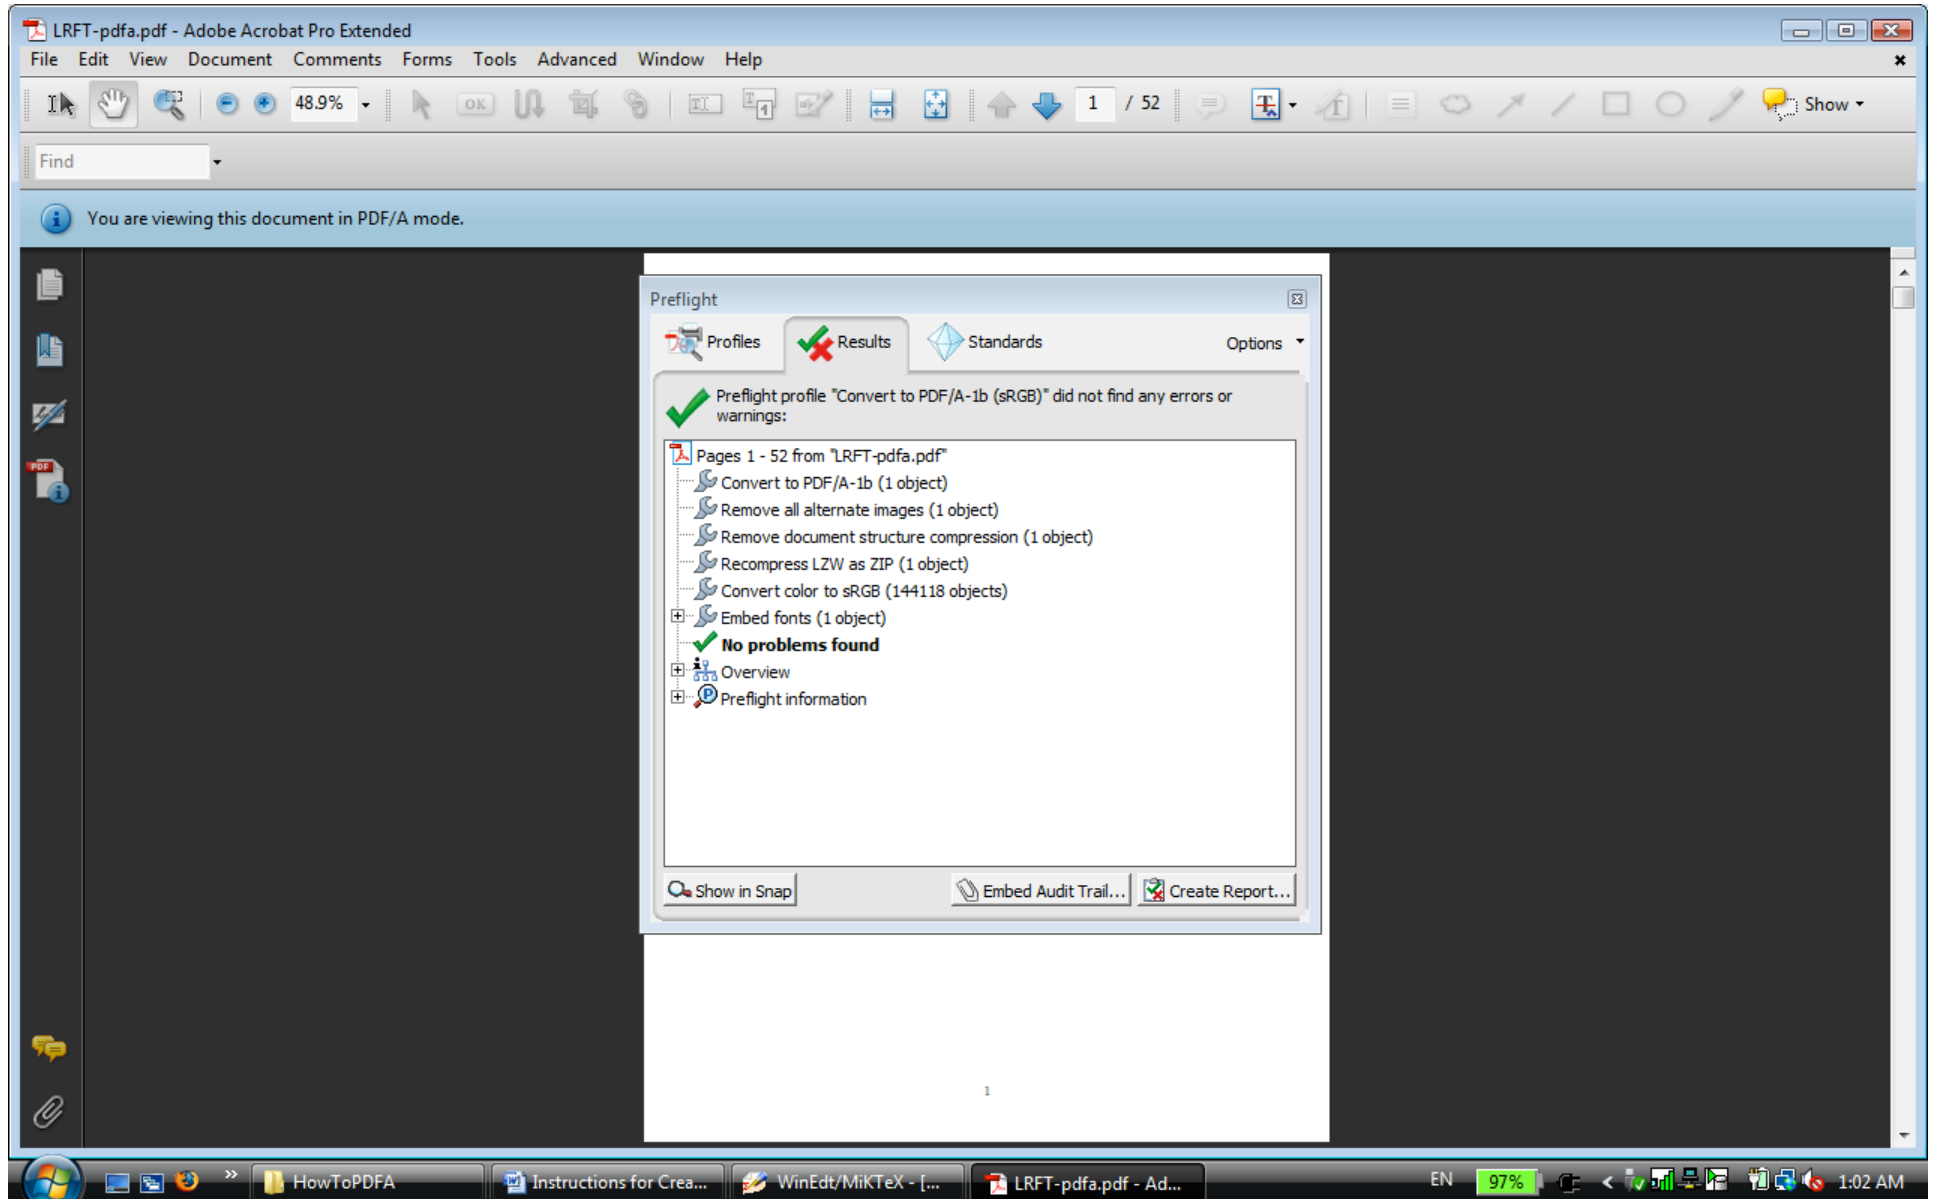 LRFT-pdfa.pdf - Adobe Acrobat Pro Extended
File Edit View Document Comments Forms Tools Advanced Window Help
48.9% OK 1 / 52 Show
Find
You are viewing this document in PDF/A mode.
Preflight
Profiles Results Standards Options
Preflight profile "Convert to PDF/A-1b (sRGB)" did not find any errors or
warnings:
Pages 1 - 52 from "LRFT-pdfa.pdf"
Convert to PDF/A-1b (1 object)
Remove all alternate images (1 object)
Remove document structure compression (1 object)
Recompress LZW as ZIP (1 object)
Convert color to sRGB (144118 objects)
Embed fonts (1 object)
No problems found
Overview
Preflight information
Show in Snap Embed Audit Trail... Create Report...
1
HowToPDFA Instructions for Crea... WinEdt/MiKTeX - [... LRFT-pdfa.pdf - Ad... EN 97% 1:02 AM